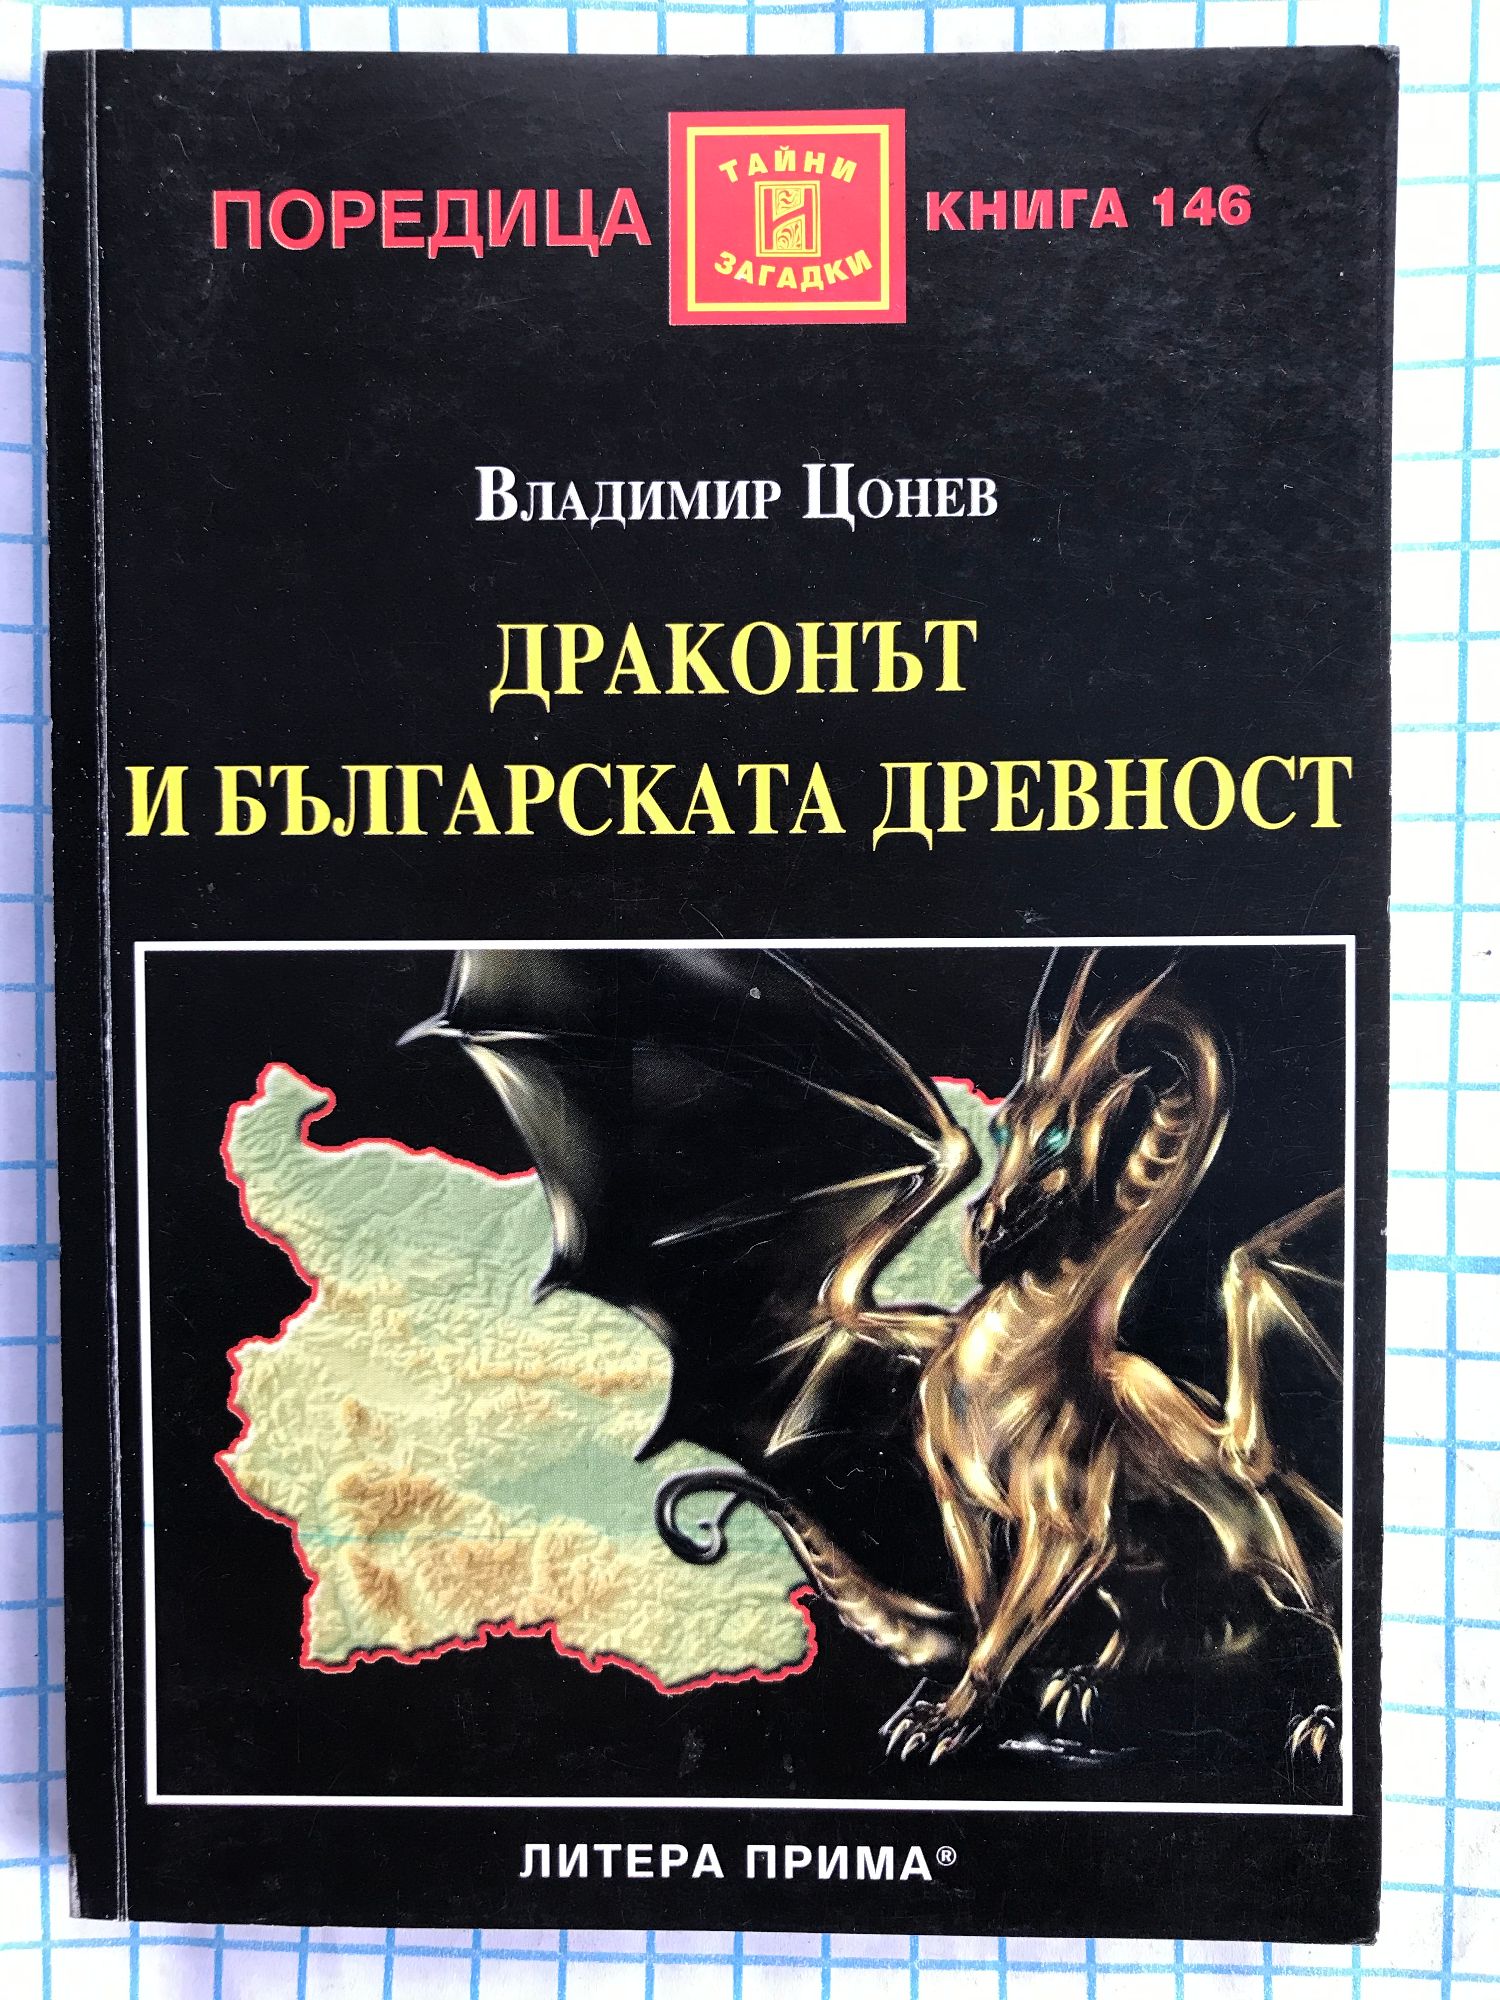 ПОРЕДИЦА
ТАЙНИ
И
ЗАГАДКИ
КНИГА 146
ВЛАДИМИР ЦОНЕВ
ДРАКОНЪТ
И БЪЛГАРСКАТА ДРЕВНОСТ
ЛИТЕРА ПРИМА®